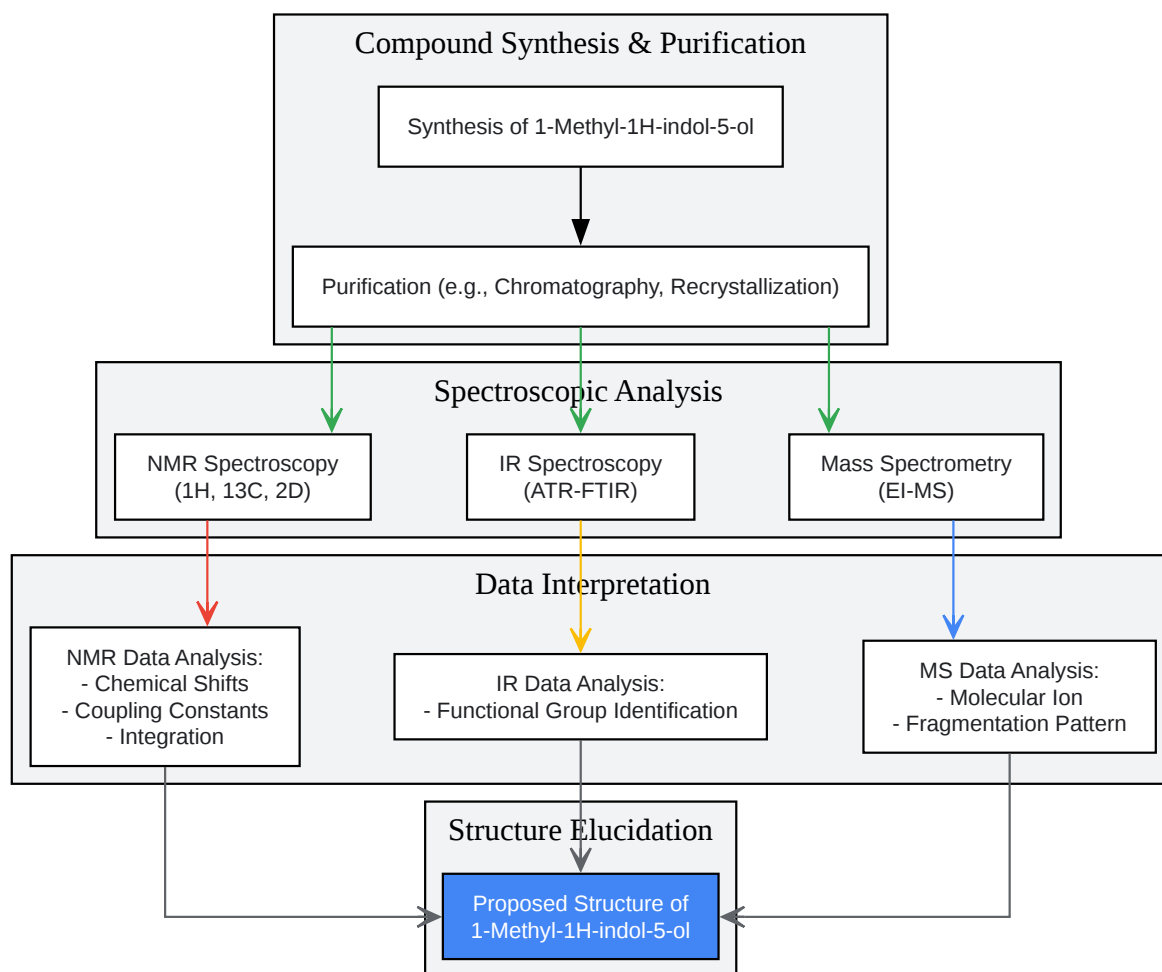 Compound Synthesis & Purification
Synthesis of 1-Methyl-1H-indol-5-ol
Purification (e.g., Chromatography, Recrystallization)
Spectroscopic Analysis
NMR Spectroscopy
(1H, 13C, 2D)
IR Spectroscopy
(ATR-FTIR)
Mass Spectrometry
(EI-MS)
Data Interpretation
NMR Data Analysis:
- Chemical Shifts
- Coupling Constants
- Integration
IR Data Analysis:
- Functional Group Identification
MS Data Analysis:
- Molecular Ion
- Fragmentation Pattern
Structure Elucidation
Proposed Structure of
1-Methyl-1H-indol-5-ol